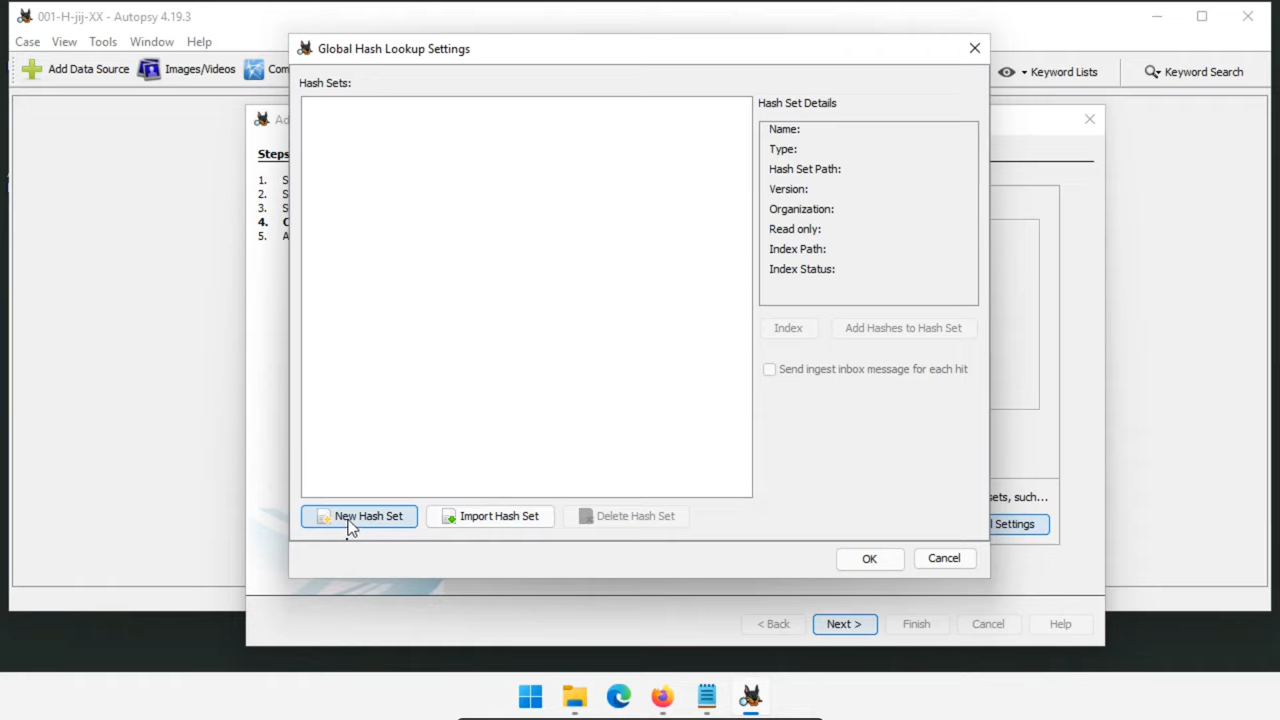 001-H-jij-XX - Autopsy 4.19.3
Case View Tools Window Help
Add Data Source Images/Videos Com Keyword Lists Keyword Search
Global Hash Lookup Settings
Hash Sets:
Hash Set Details
Name:
Type:
Hash Set Path:
Version:
Organization:
Read only:
Index Path:
Index Status:
Index Add Hashes to Hash Set
Send ingest inbox message for each hit
New Hash Set Import Hash Set Delete Hash Set
OK Cancel
Ad
Steps
1. S
2. S
3. S
4. C
5. A
sets, such...
l Settings
< Back Next > Finish Cancel Help